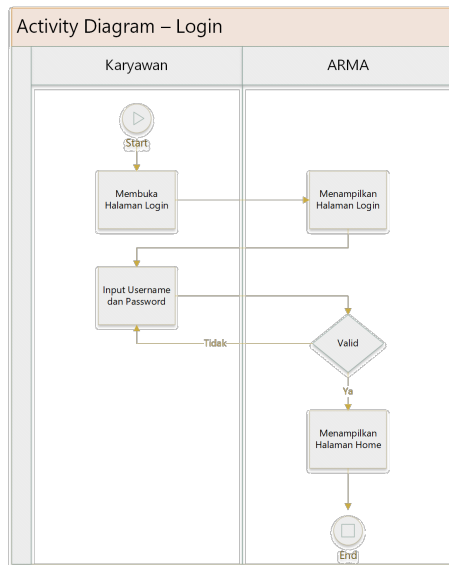 Activity Diagram – Login
Karyawan
ARMA
Start
Membuka
Halaman Login
Menampilkan
Halaman Login
Input Username
dan Password
Valid
Tidak
Ya
Menampilkan
Halaman Home
End